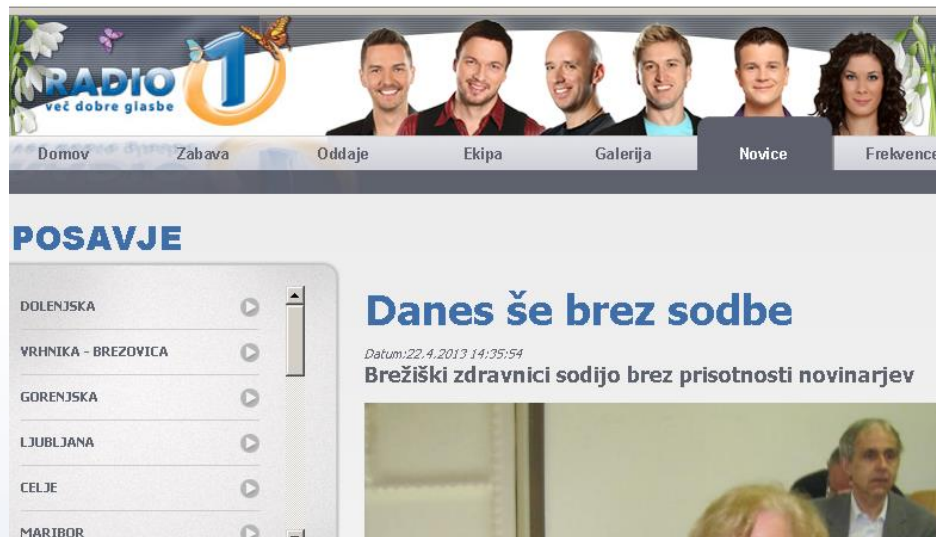 RADIO 1
več dobre glasbe
Domov Zabava Oddaje Ekipa Galerija Novice Frekvence
POSAVJE
DOLENJSKA
VRHNIKA - BREZOVICA
GORENJSKA
LJUBLJANA
CELJE
MARIBOR
Danes še brez sodbe
Datum:22.4.2013 14:35:54
Brežiški zdravnici sodijo brez prisotnosti novinarjev